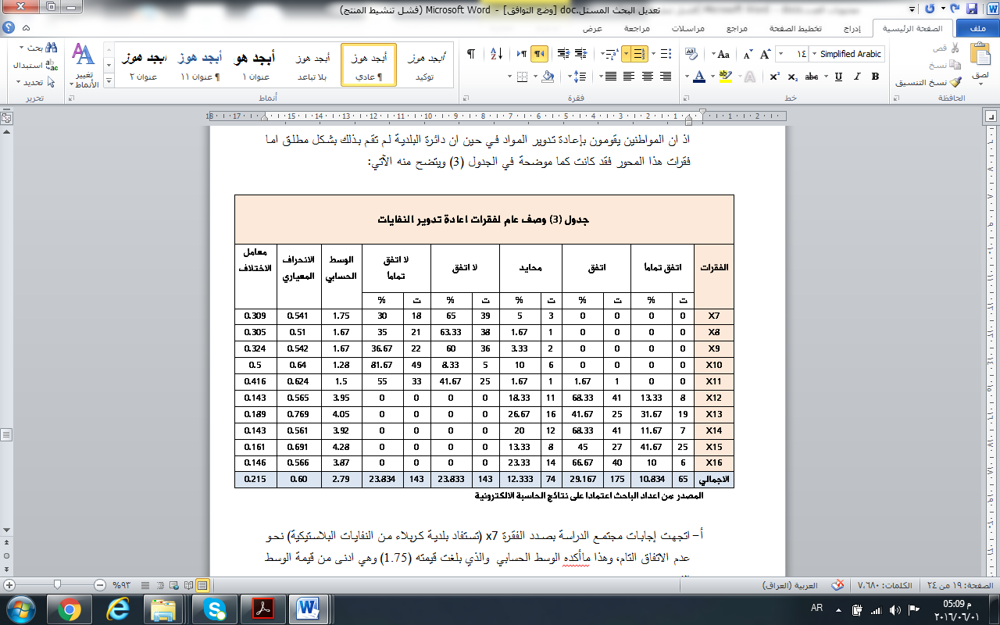 تعديل البحث المستل.doc [وضع التوافق] - Microsoft Word (فشل تنشيط المنتج)
ملف الصفحة الرئيسية إدراج تخطيط الصفحة مراجع مراسلات مراجعة عرض
لصق
قص
نسخ
نسخ التنسيق
الحافظة
Simplified Arabic ١٤
خط
فقرة
أبجد هوز توكيد
أبجد هوز ¶ عادي
أبجد هوز بلا تباعد
أبجد هو عنوان ١
أبجد هوز ¶ عنوان ١١
أبجد هوز عنوان ٢
تغيير الأنماط
أنماط
بحث
استبدال
تحديد
تحرير
اذ ان المواطنين يقومون بإعادة تدوير المواد في حين ان دائرة البلدية لم تقم بذلك بشكل مطلق اما
فقرات هذا المحور فقد كانت كما موضحة في الجدول (3) ويتضح منه الآتي:
جدول (3) وصف عام لفقرات اعادة تدوير النفايات
الفقرات اتفق تماما اتفق محايد لا اتفق لا اتفق تماما الوسط الحسابي الانحراف المعياري معامل الاختلاف
ت % ت % ت % ت % ت %
X7 0 0 0 0 3 5 39 65 18 30 1.75 0.541 0.309
X8 0 0 0 0 1 1.67 38 63.33 21 35 1.67 0.51 0.305
X9 0 0 0 0 2 3.33 36 60 22 36.67 1.67 0.542 0.324
X10 0 0 0 0 6 10 5 8.33 49 81.67 1.28 0.64 0.5
X11 0 0 1 1.67 1 1.67 25 41.67 33 55 1.5 0.624 0.416
X12 8 13.33 41 68.33 11 18.33 0 0 0 0 3.95 0.565 0.143
X13 19 31.67 25 41.67 16 26.67 0 0 0 0 4.05 0.769 0.189
X14 7 11.67 41 68.33 12 20 0 0 0 0 3.92 0.561 0.143
X15 25 41.67 27 45 8 13.33 0 0 0 0 4.28 0.691 0.161
X16 6 10 40 66.67 14 23.33 0 0 0 0 3.87 0.566 0.146
الاجمالي 65 10.834 175 29.167 74 12.333 143 23.833 143 23.834 2.79 0.60 0.215
المصدر :من اعداد الباحث اعتمادا على نتائج الحاسبة الالكترونية
أ- اتجهت إجابات مجتمع الدراسة بصدد الفقرة x7 (تستفاد بلدية كربلاء من النفايات البلاستيكية) نحو
عدم الاتفاق التام، وهذا ماأكده الوسط الحسابي والذي بلغت قيمته (1.75) وهي ادنى من قيمة الوسط
الصفحة: ١٩ من ٢٤ الكلمات: ٧،٦٨٠ العربية (العراق) ٩٣%
AR
05:09 م
٢٠١٦/٠٦/٠١